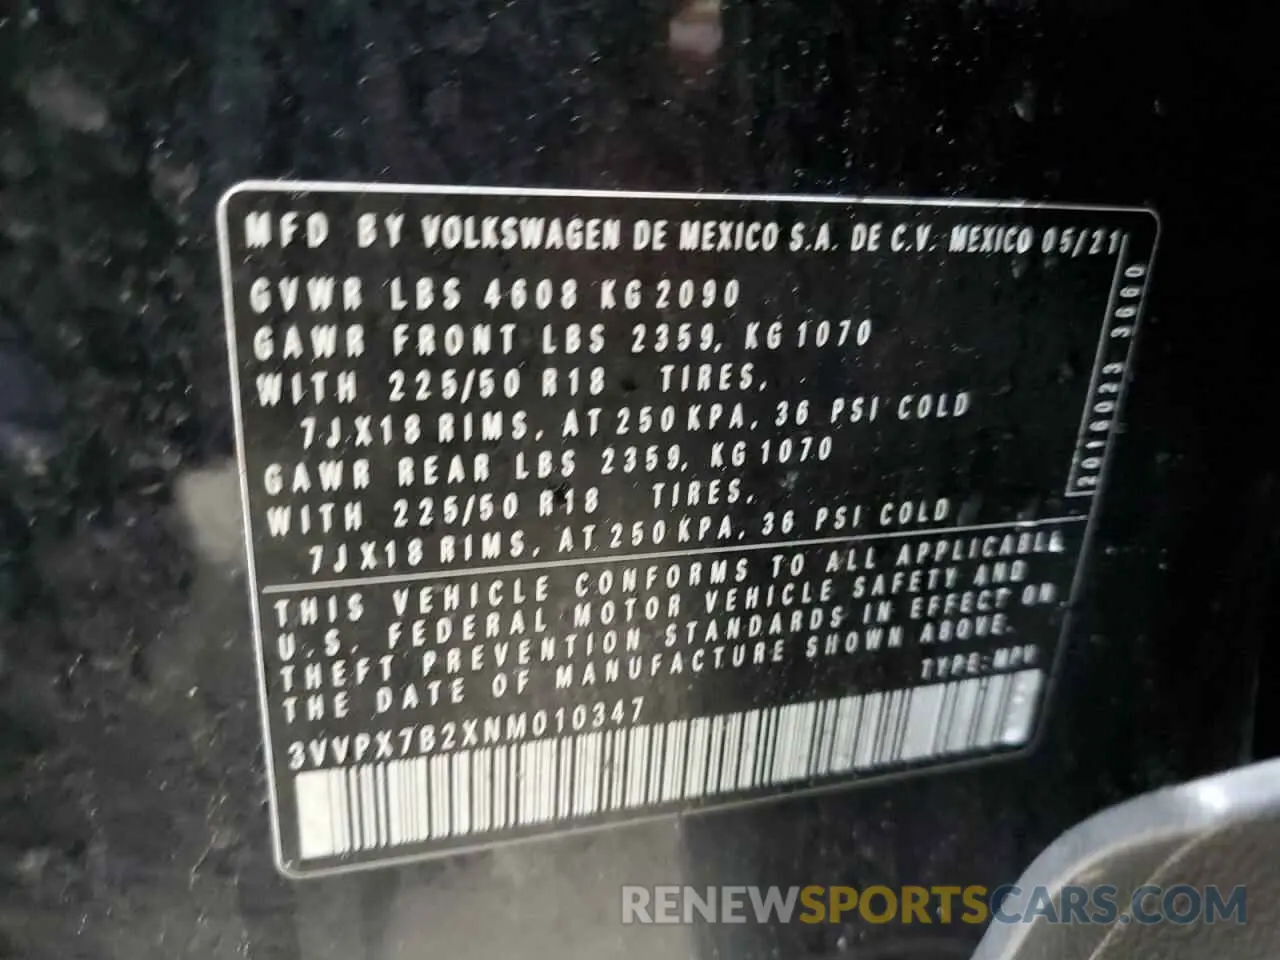 MFD BY VOLKSWAGEN DE MEXICO S.A. DE C.V. MEXICO 05/21
GVWR LBS 4608 KG 2090
GAWR FRONT LBS 2359, KG 1070
WITH 225/50 R18 TIRES,
7JX18 RIMS, AT 250 KPA, 36 PSI COLD
GAWR REAR LBS 2359, KG 1070
WITH 225/50 R18 TIRES,
7JX18 RIMS, AT 250 KPA, 36 PSI COLD
2016023 3660
THIS VEHICLE CONFORMS TO ALL APPLICABLE
U.S. FEDERAL MOTOR VEHICLE SAFETY AND
THEFT PREVENTION STANDARDS IN EFFECT ON
THE DATE OF MANUFACTURE SHOWN ABOVE.
TYPE: MPV
3VVPX7B2XNM010347
RENEWSPORTSCARS.COM